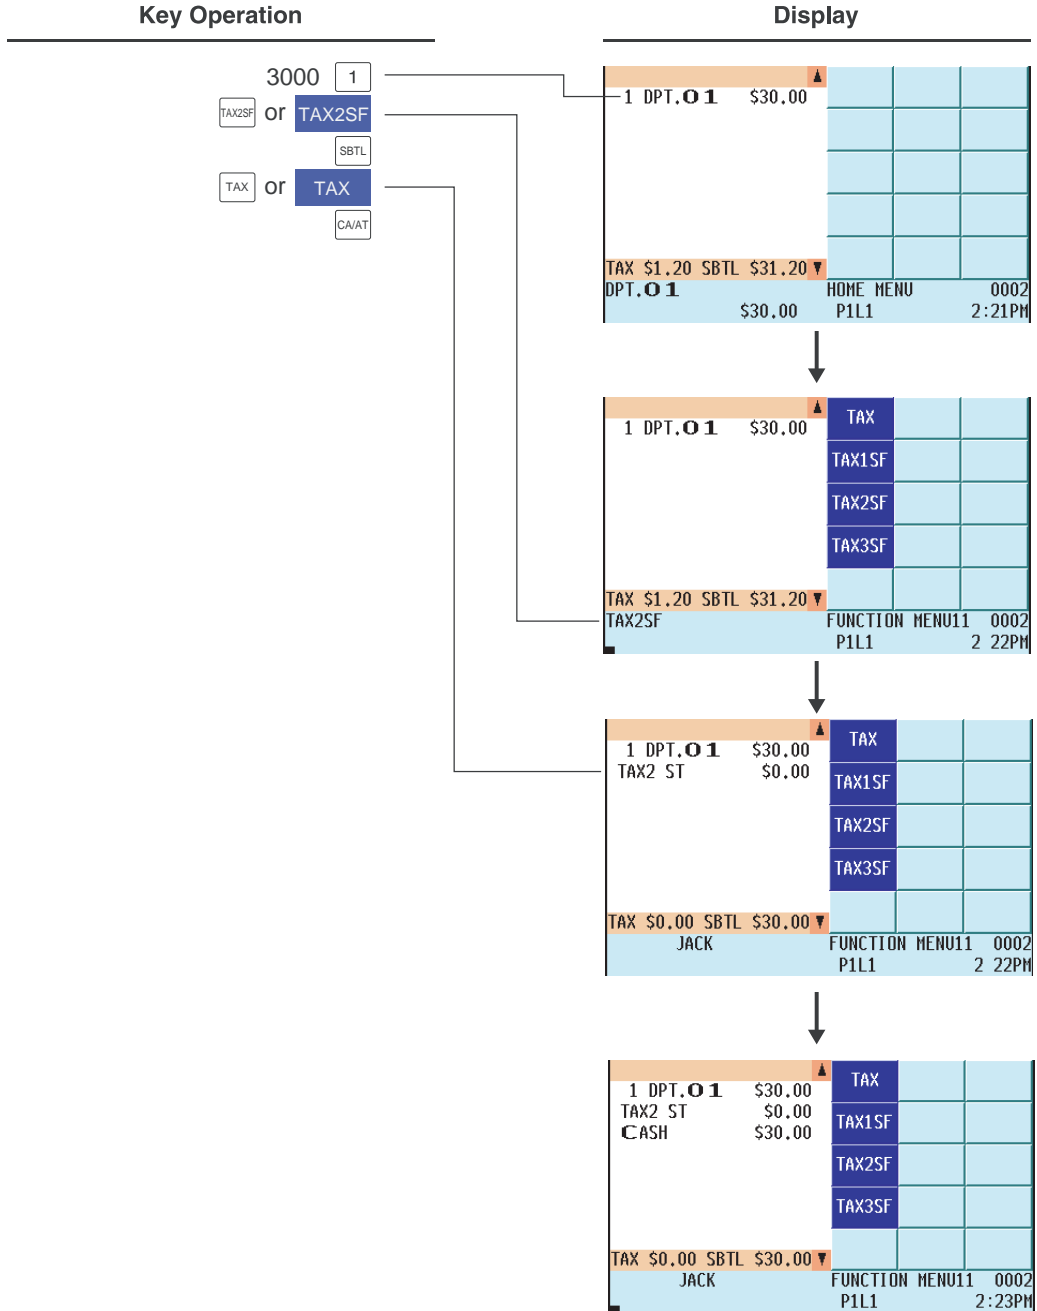 Key Operation
Display
3000 1
TAX2SF or TAX2SF
SBTL
TAX or TAX
CA/AT
1 DPT.01 $30.00
TAX $1.20 SBTL $31.20
DPT.01 HOME MENU 0002
$30.00 P1L1 2:21PM
TAX
1 DPT.01 $30.00
TAX1SF
TAX2SF
TAX3SF
TAX $1.20 SBTL $31.20
TAX2SF FUNCTION MENU11 0002
P1L1 2 22PM
TAX
1 DPT.01 $30.00
TAX2 ST $0.00
TAX1SF
TAX2SF
TAX3SF
TAX $0.00 SBTL $30.00
JACK FUNCTION MENU11 0002
P1L1 2 22PM
TAX
1 DPT.01 $30.00
TAX2 ST $0.00
TAX1SF
CASH $30.00
TAX2SF
TAX3SF
TAX $0.00 SBTL $30.00
JACK FUNCTION MENU11 0002
P1L1 2:23PM